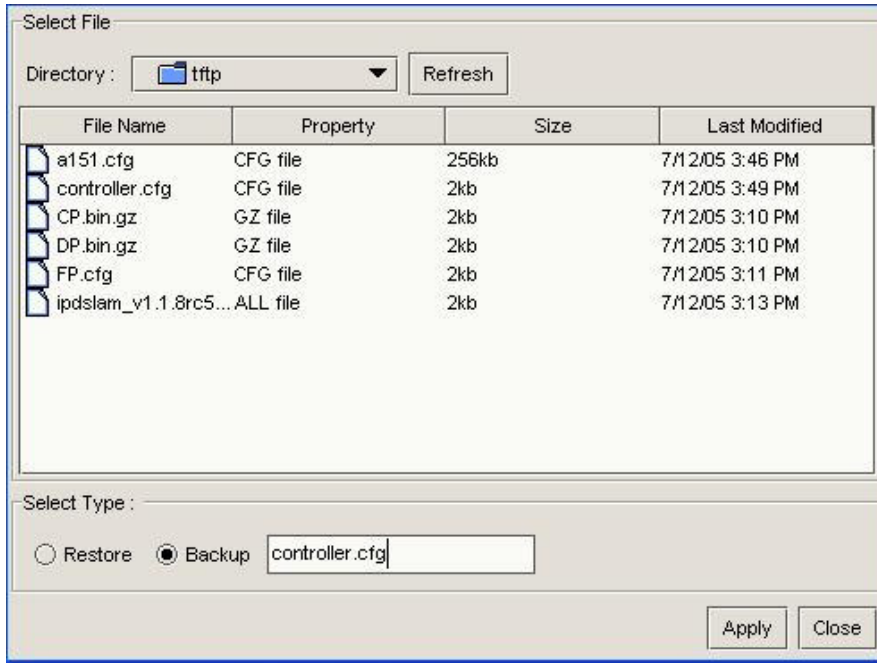 Select File
Directory : tftp Refresh
File Name Property Size Last Modified
a151.cfg CFG file 256kb 7/12/05 3:46 PM
controller.cfg CFG file 2kb 7/12/05 3:49 PM
CP.bin.gz GZ file 2kb 7/12/05 3:10 PM
DP.bin.gz GZ file 2kb 7/12/05 3:10 PM
FP.cfg CFG file 2kb 7/12/05 3:11 PM
ipdslam_v1.1.8rc5... ALL file 2kb 7/12/05 3:13 PM
Select Type :
Restore Backup controller.cfg
Apply Close